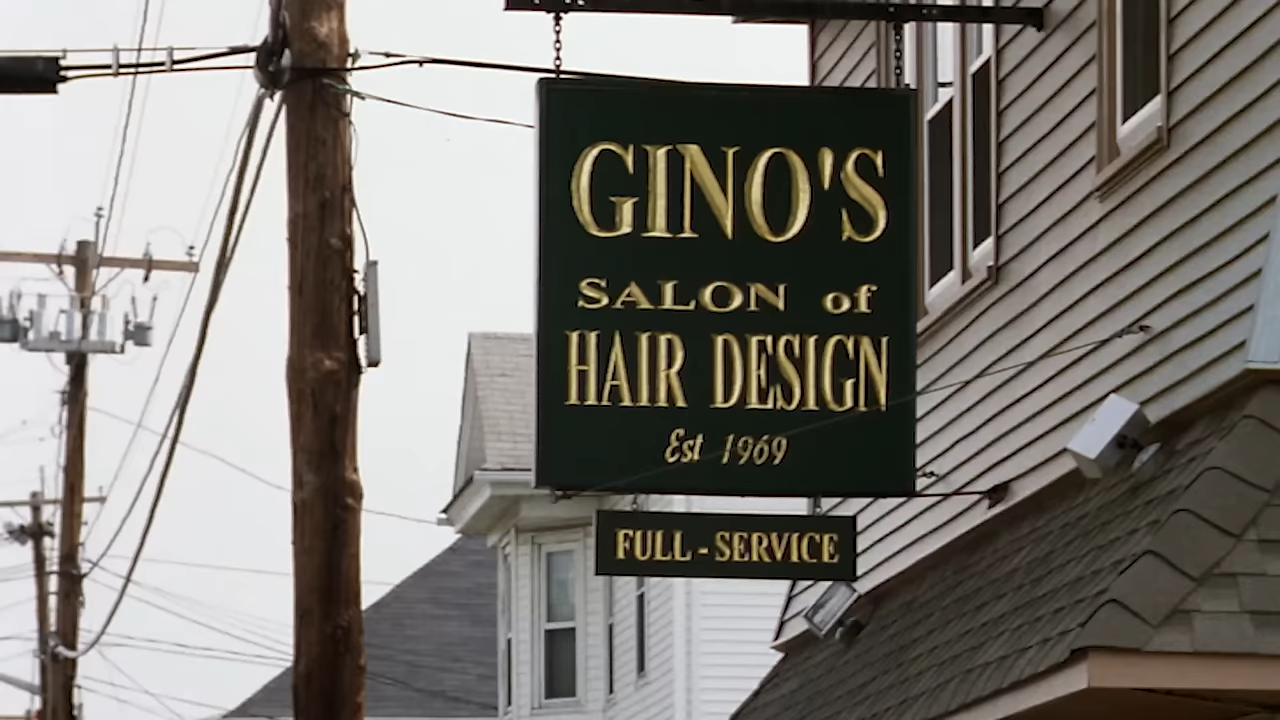 GINO'S
SALON of
HAIR DESIGN
Est 1969
FULL-SERVICE